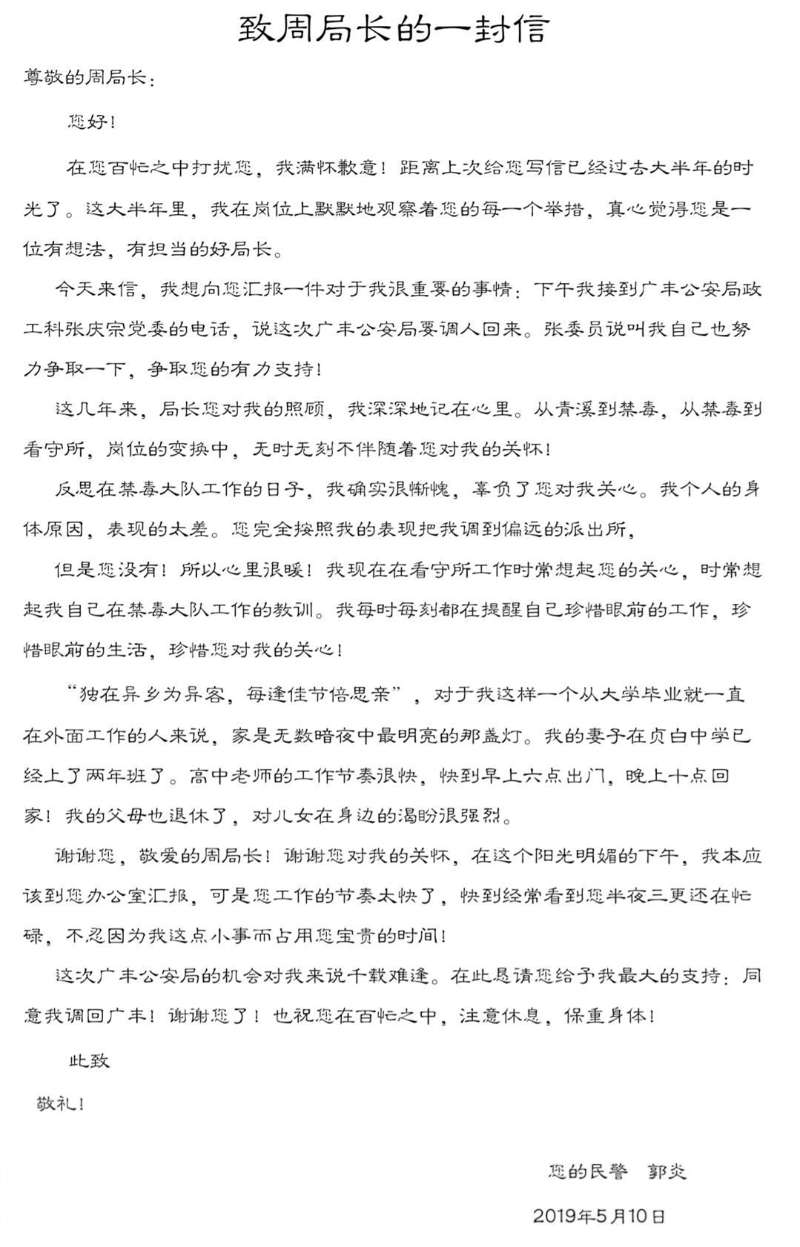 致周局长的一封信
尊敬的周局长：
您好！
在您百忙之中打扰您，我满怀歉意！距离上次给您写信已经过去大半年的时
光了。这大半年里，我在岗位上默默地观察着您的每一个举措，真心觉得您是一
位有想法，有担当的好局长。
今天来信，我想向您汇报一件对于我很重要的事情：下午我接到广丰公安局政
工科张庆宗党委的电话，说这次广丰公安局要调人回来。张委员说叫我自己也努
力争取一下，争取您的有力支持！
这几年来，局长您对我的照顾，我深深地记在心里。从青溪到禁毒，从禁毒到
看守所，岗位的变换中，无时无刻不伴随着您对我的关怀！
反思在禁毒大队工作的日子，我确实很惭愧，辜负了您对我关心。我个人的身
体原因，表现的太差。您完全按照我的表现把我调到偏远的派出所，
但是您没有！所以心里很暖！我现在在看守所工作时常想起您的关心，时常想
起我自己在禁毒大队工作的教训。我每时每刻都在提醒自己珍惜眼前的工作，珍
惜眼前的生活，珍惜您对我的关心！
“独在异乡为异客，每逢佳节倍思亲”，对于我这样一个从大学毕业就一直
在外面工作的人来说，家是无数暗夜中最明亮的那盏灯。我的妻子在贞白中学已
经上了两年班了。高中老师的工作节奏很快，快到早上六点出门，晚上十点回
家！我的父母也退休了，对儿女在身边的渴盼很强烈。
谢谢您，敬爱的周局长！谢谢您对我的关怀，在这个阳光明媚的下午，我本应
该到您办公室汇报，可是您工作的节奏太快了，快到经常看到您半夜三更还在忙
碌，不忍因为我这点小事而占用您宝贵的时间！
这次广丰公安局的机会对我来说千载难逢。在此恳请您给予我最大的支持：同
意我调回广丰！谢谢您了！也祝您在百忙之中，注意休息，保重身体！
此致
敬礼！
您的民警 郭炎
2019年5月10日